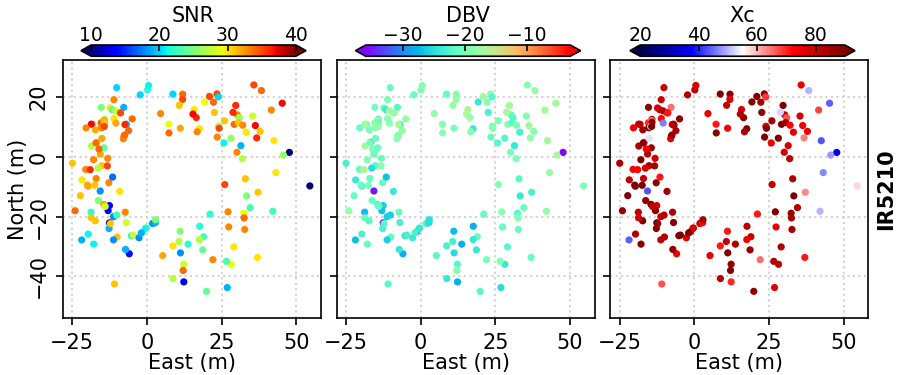 SNR DBV Xc
10 20 30 40 −30 −20 −10 20 40 60 80
20
0
−20
−40
North (m)
IR5210
−25 0 25 50 −25 0 25 50 −25 0 25 50
East (m) East (m) East (m)